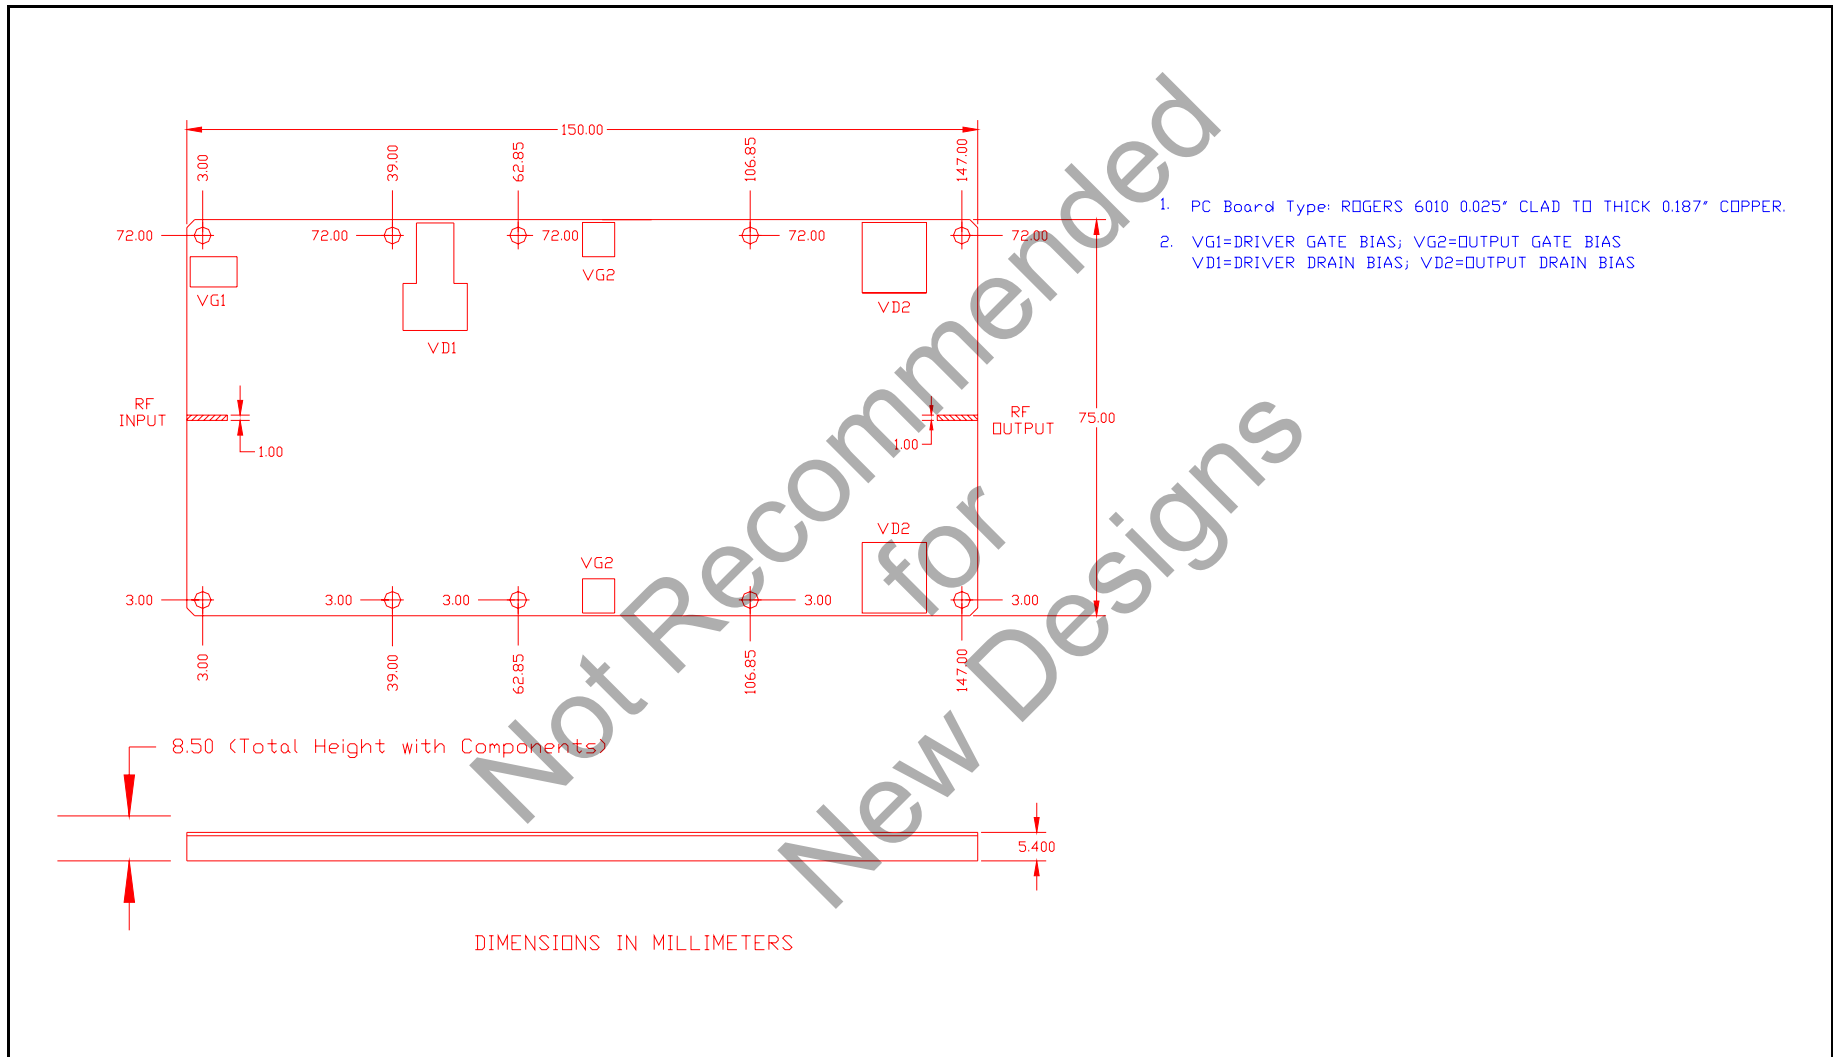 150.00
3.00
39.00
62.85
106.85
147.00
72.00
72.00
72.00
72.00
72.00
VG1
VD1
VG2
VD2
1. PC Board Type: ROGERS 6010 0.025" CLAD TO THICK 0.187" COPPER.
2. VG1=DRIVER GATE BIAS; VG2=OUTPUT GATE BIAS
VD1=DRIVER DRAIN BIAS; VD2=OUTPUT DRAIN BIAS
RF
INPUT
1.00
1.00
RF
OUTPUT
75.00
VG2
VD2
3.00
3.00
3.00
3.00
3.00
3.00
39.00
62.85
106.85
147.00
8.50 (Total Height with Components)
5.400
DIMENSIONS IN MILLIMETERS
Not Recommended
for
New Designs